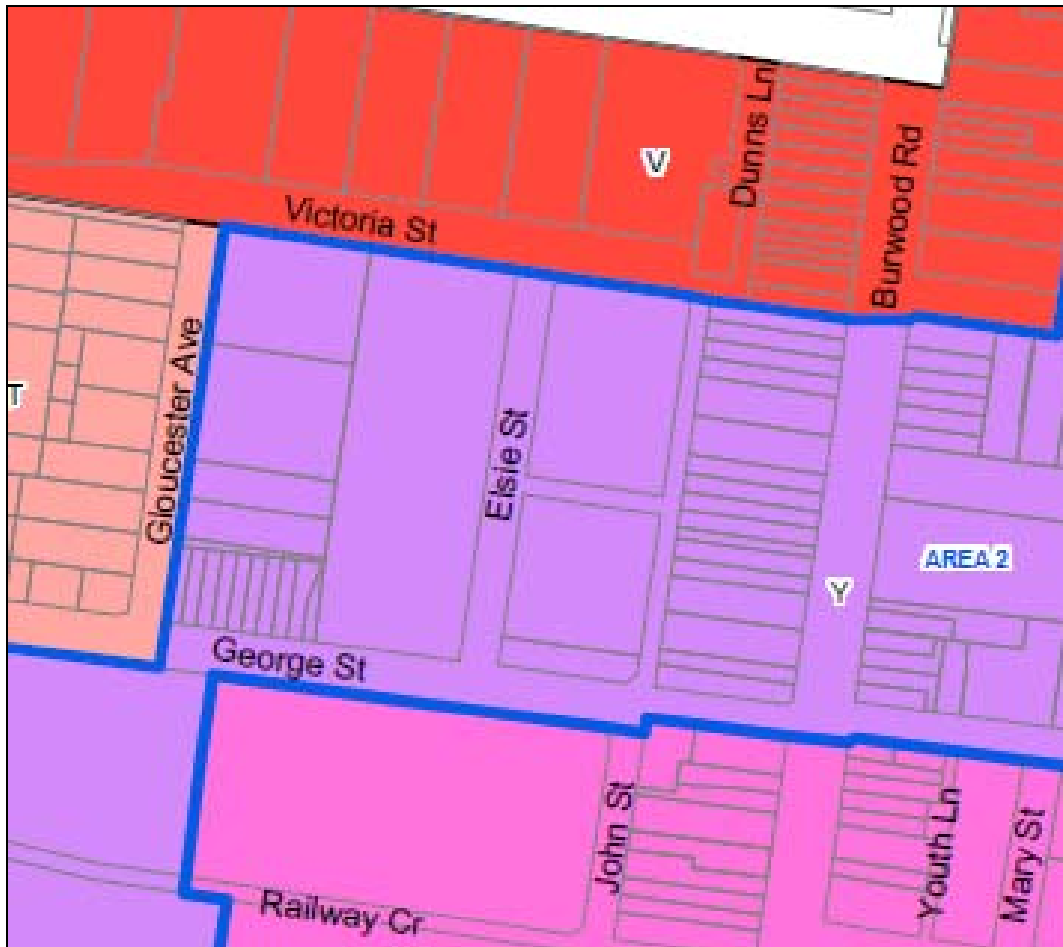 Dunns Ln
V
Burwood Rd
Victoria St
T
Gloucester Ave
Elsie St
AREA 2
Y
George St
John St
Youth Ln
Mary St
Railway Cr